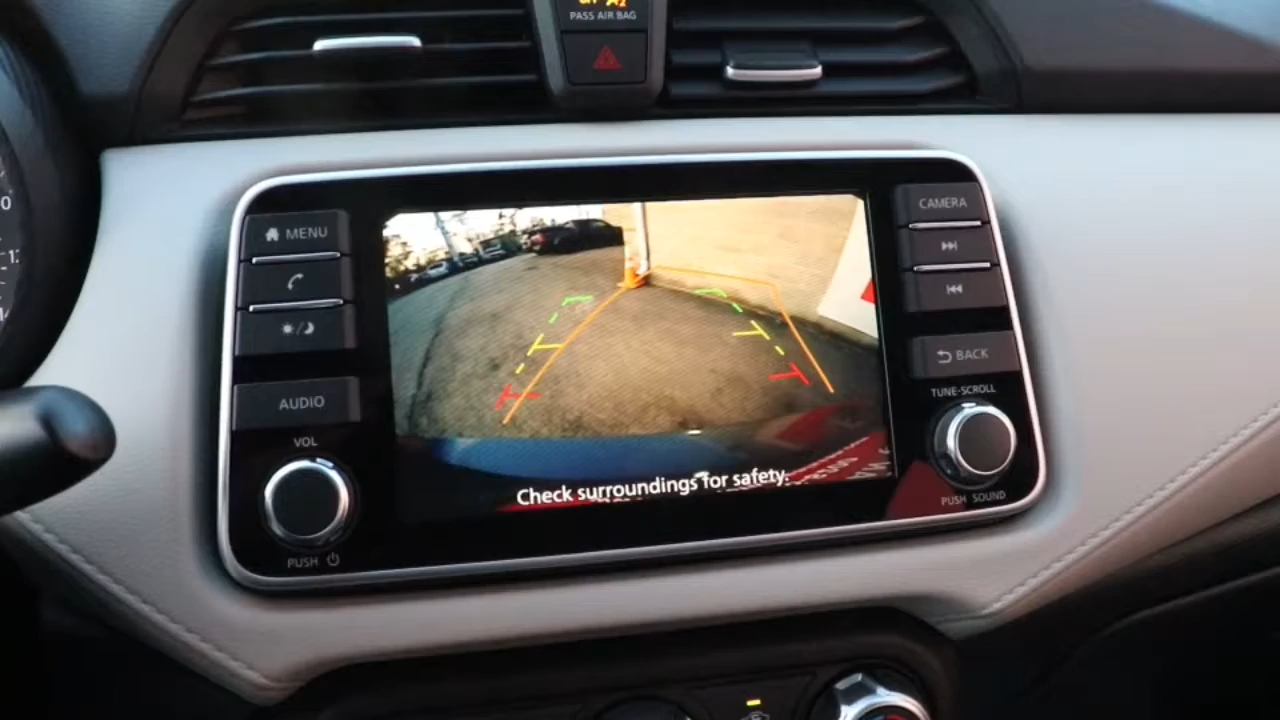 PASS AIR BAG
MENU
AUDIO
VOL
PUSH
CAMERA
BACK
TUNE·SCROLL
PUSH SOUND
Check surroundings for safety.